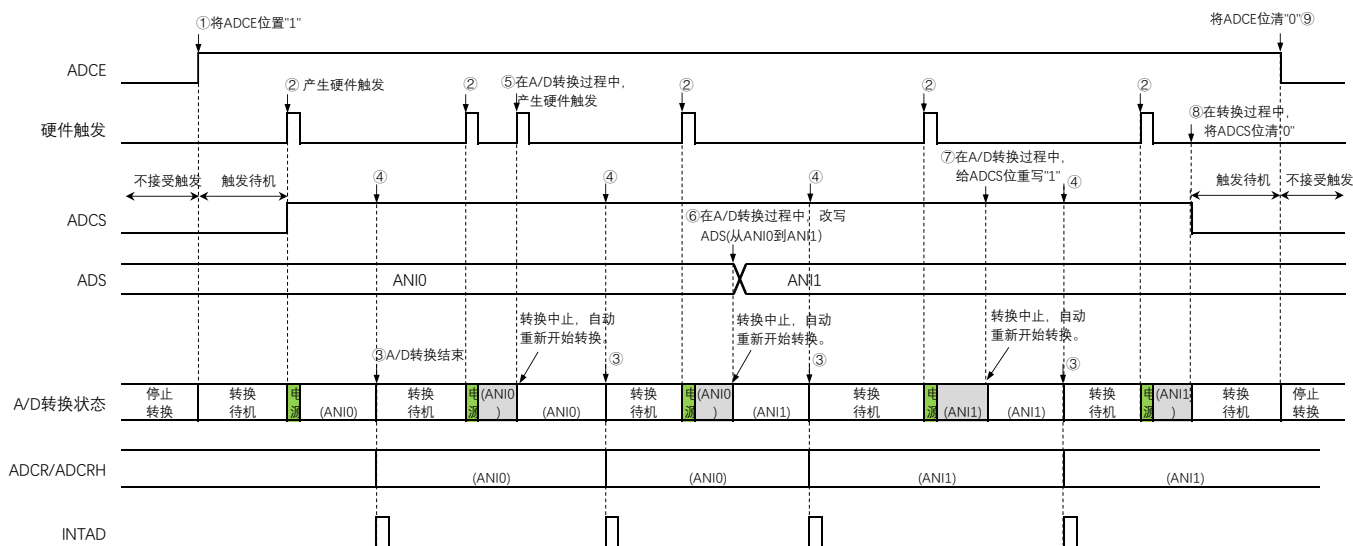 ①将ADCE位置"1"
将ADCE位清"0"⑨
ADCE
② 产生硬件触发
②
⑤在A/D转换过程中，
产生硬件触发
②
②
②
⑧在转换过程中，
将ADCS位清"0"
硬件触发
⑦在A/D转换过程中，
给ADCS位重写"1"
不接受触发
触发待机
④
④
④
④
触发待机
不接受触发
ADCS
⑥在A/D转换过程中，改写
ADS(从ANI0到ANI1）
ADS
ANI0
ANI1
转换中止，自动
重新开始转换。
转换中止，自动
重新开始转换。
转换中止，自动
重新开始转换。
③A/D转换结束
③
③
③
A/D转换状态
停止
转换
转换
待机
电
源
(ANI0)
转换
待机
电
源
(ANI0
)
(ANI0)
转换
待机
电
源
(ANI0
)
(ANI1)
转换
待机
电
源
(ANI1)
(ANI1)
转换
待机
电
源
(ANI1
)
转换
待机
停止
转换
ADCR/ADCRH
(ANI0)
(ANI0)
(ANI1)
(ANI1)
INTAD